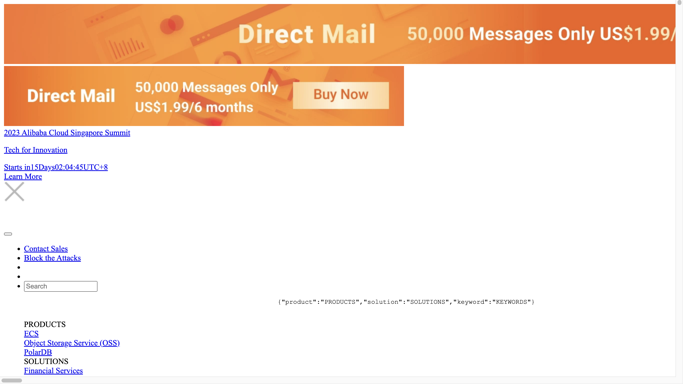 Direct Mail 50,000 Messages Only US$1.99/
Direct Mail
50,000 Messages Only
US$1.99/6 months
Buy Now
2023 Alibaba Cloud Singapore Summit
Tech for Innovation
Starts in15Days02:04:45UTC+8
Learn More
Contact Sales
Block the Attacks
Search
{"product":"PRODUCTS","solution":"SOLUTIONS","keyword":"KEYWORDS"}
PRODUCTS
ECS
Object Storage Service (OSS)
PolarDB
SOLUTIONS
Financial Services